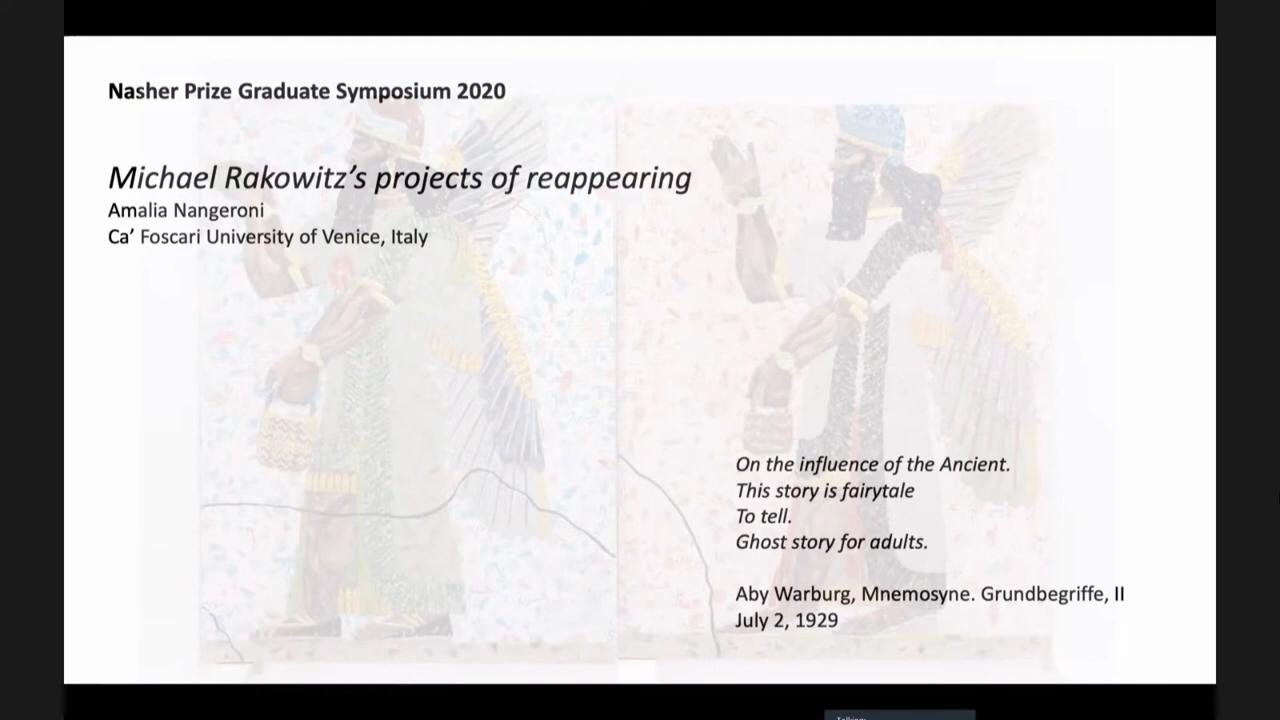 Nasher Prize Graduate Symposium 2020
Michael Rakowitz’s projects of reappearing
Amalia Nangeroni
Ca’ Foscari University of Venice, Italy
On the influence of the Ancient.
This story is fairytale
To tell.
Ghost story for adults.
Aby Warburg, Mnemosyne. Grundbegriffe, II
July 2, 1929